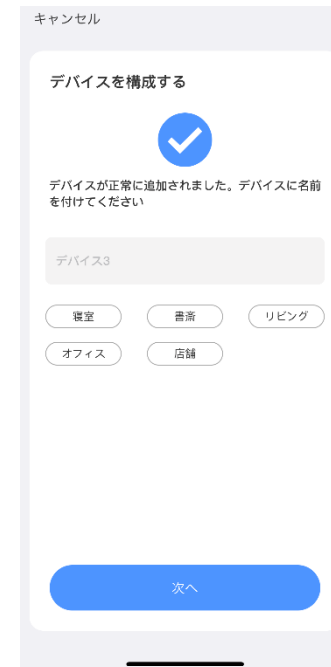 キャンセル
デバイスを構成する
デバイスが正常に追加されました。デバイスに名前
を付けてください
デバイス3
寝室
書斎
リビング
オフィス
店舗
次へ